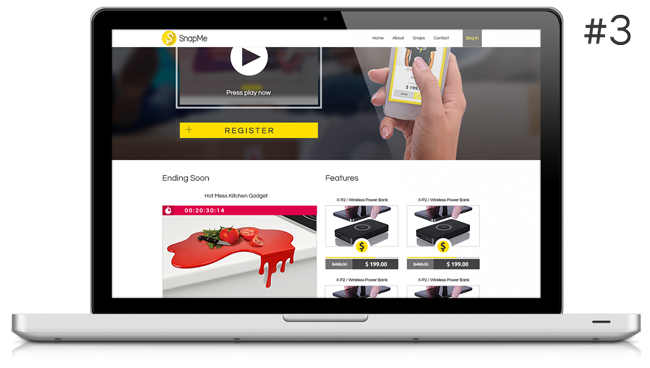 #3
SnapMe
Home About Snaps Contact Log In
$ 199
Press play now
REGISTER
Ending Soon
Features
Hot Mess Kitchen Gadget
00:20:30:14
X-P2 / Wireless Power Bank X-P2 / Wireless Power Bank
$
$
$499.00 $ 199.00 $499.00 $ 199.00
X-P2 / Wireless Power Bank X-P2 / Wireless Power Bank